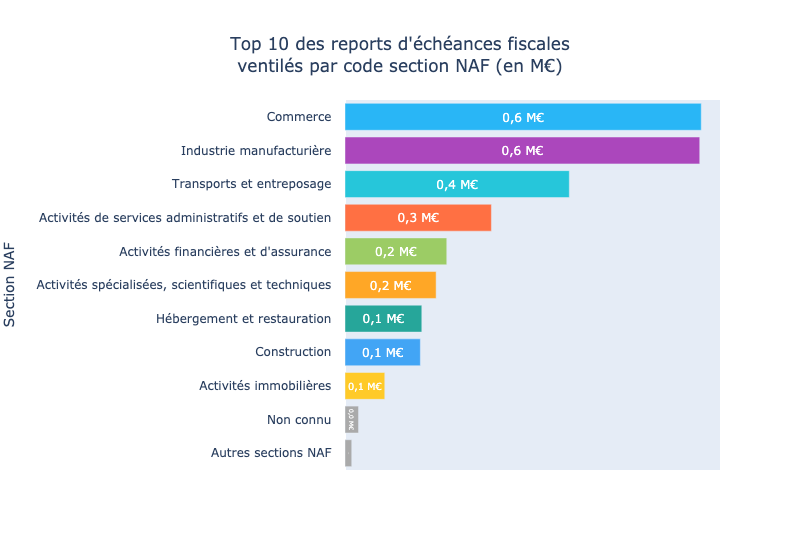 Top 10 des reports d'échéances fiscales
ventilés par code section NAF (en M€)
Section NAF
Commerce 0,6 M€
Industrie manufacturière 0,6 M€
Transports et entreposage 0,4 M€
Activités de services administratifs et de soutien 0,3 M€
Activités financières et d'assurance 0,2 M€
Activités spécialisées, scientifiques et techniques 0,2 M€
Hébergement et restauration 0,1 M€
Construction 0,1 M€
Activités immobilières 0,1 M€
Non connu 0,0 M€
Autres sections NAF